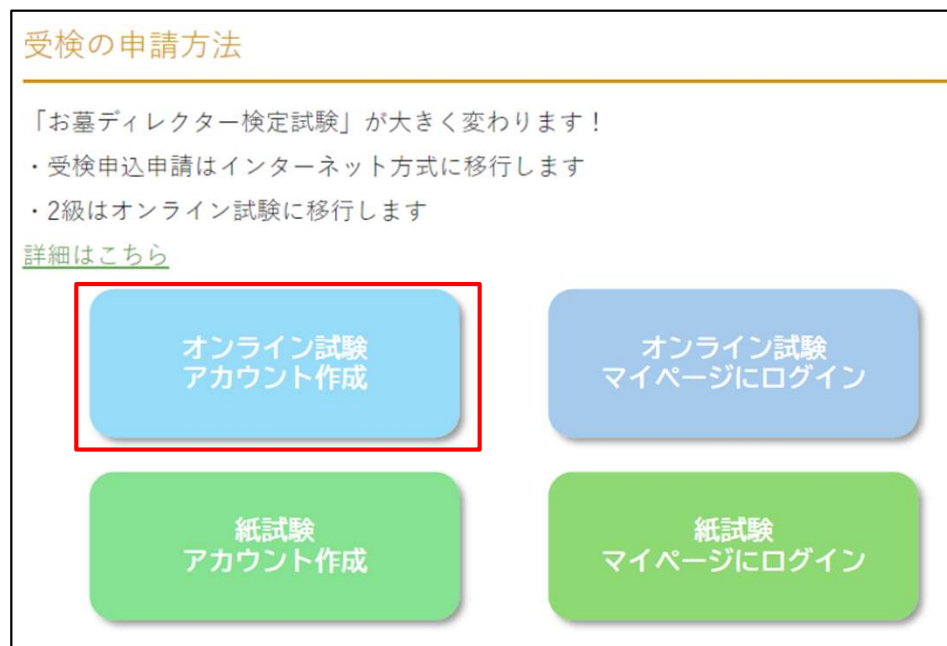 受検の申請方法
「お墓ディレクター検定試験」が大きく変わります！
・受検申込申請はインターネット方式に移行します
・2級はオンライン試験に移行します
詳細はこちら
オンライン試験
アカウント作成
オンライン試験
マイページにログイン
紙試験
アカウント作成
紙試験
マイページにログイン